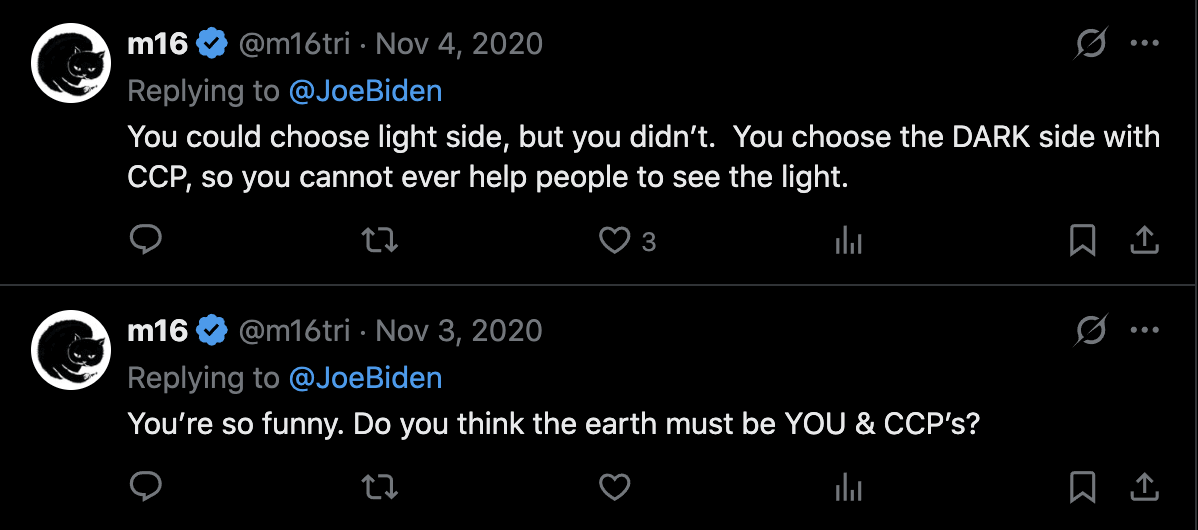 m16 @m16tri · Nov 4, 2020
Replying to @JoeBiden
You could choose light side, but you didn’t.  You choose the DARK side with
CCP, so you cannot ever help people to see the light.
3
m16 @m16tri · Nov 3, 2020
Replying to @JoeBiden
You’re so funny. Do you think the earth must be YOU & CCP’s?